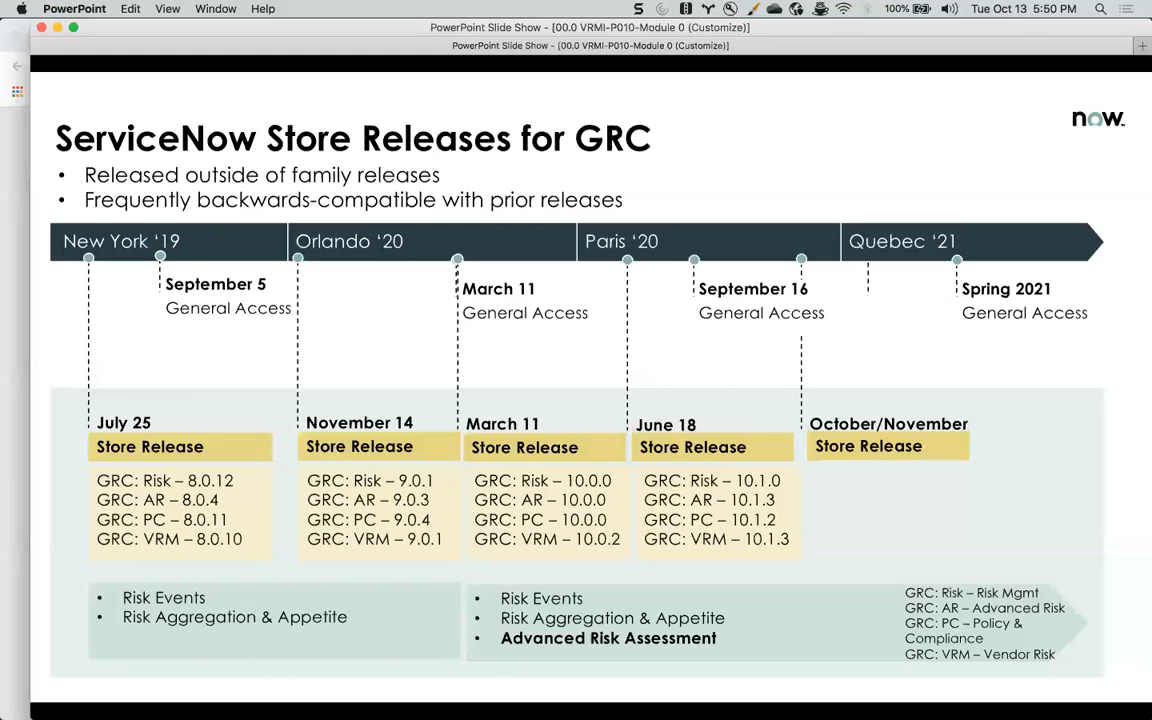 PowerPoint Edit View Window Help 100% Tue Oct 13 5:50 PM
PowerPoint Slide Show - [00.0 VRMI-P010-Module 0 (Customize)]
PowerPoint Slide Show - [00.0 VRMI-P010-Module 0 (Customize)]
now.
ServiceNow Store Releases for GRC
• Released outside of family releases
• Frequently backwards-compatible with prior releases
New York ‘19 Orlando ‘20 Paris ‘20 Quebec ‘21
September 5
General Access
March 11
General Access
September 16
General Access
Spring 2021
General Access
July 25
Store Release
GRC: Risk – 8.0.12
GRC: AR – 8.0.4
GRC: PC – 8.0.11
GRC: VRM – 8.0.10
November 14
Store Release
GRC: Risk – 9.0.1
GRC: AR – 9.0.3
GRC: PC – 9.0.4
GRC: VRM – 9.0.1
March 11
Store Release
GRC: Risk – 10.0.0
GRC: AR – 10.0.0
GRC: PC – 10.0.0
GRC: VRM – 10.0.2
June 18
Store Release
GRC: Risk – 10.1.0
GRC: AR – 10.1.3
GRC: PC – 10.1.2
GRC: VRM – 10.1.3
October/November
Store Release
• Risk Events
• Risk Aggregation & Appetite
• Risk Events
• Risk Aggregation & Appetite
• Advanced Risk Assessment
GRC: Risk – Risk Mgmt
GRC: AR – Advanced Risk
GRC: PC – Policy &
Compliance
GRC: VRM – Vendor Risk